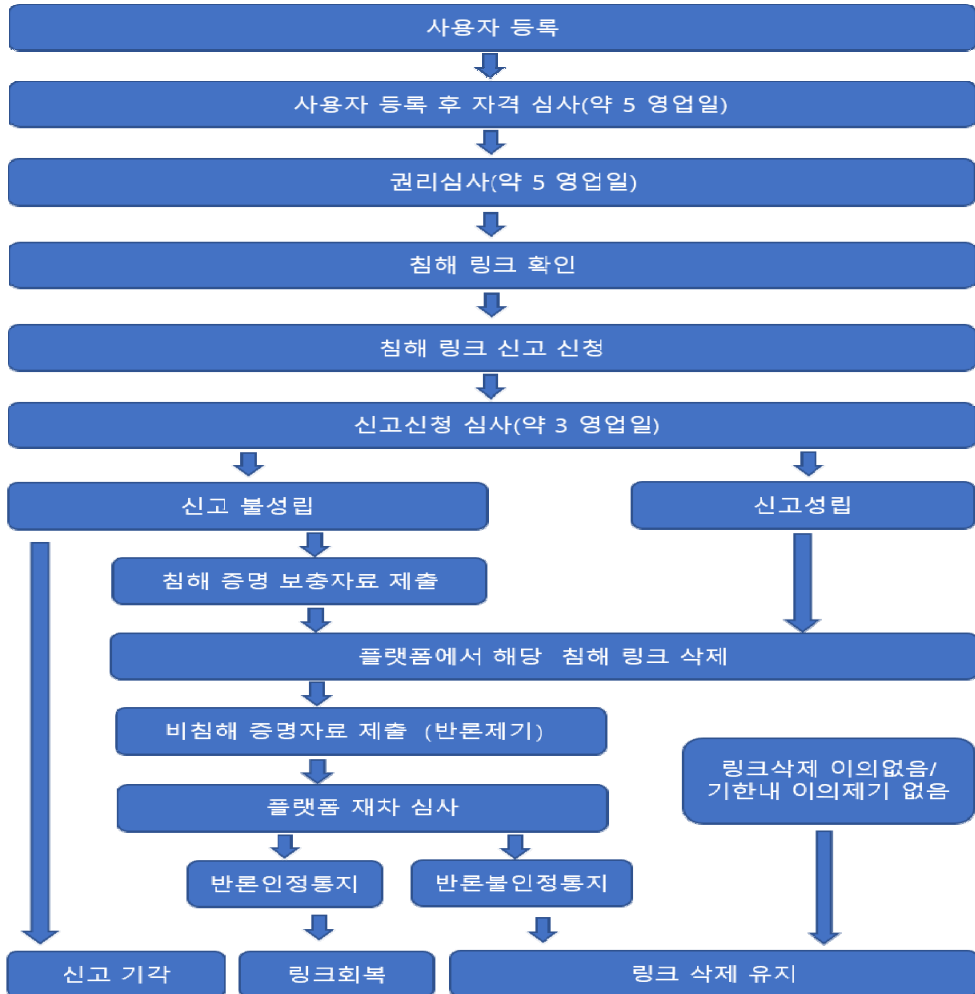 사용자 등록
사용자 등록 후 자격 심사(약 5 영업일)
권리심사(약 5 영업일)
침해 링크 확인
침해 링크 신고 신청
신고신청 심사(약 3 영업일)
신고 불성립
신고성립
침해 증명 보충자료 제출
플랫폼에서 해당 침해 링크 삭제
비침해 증명자료 제출 (반론제기)
링크삭제 이의없음/
기한내 이의제기 없음
플랫폼 재차 심사
반론인정통지
반론불인정통지
신고 기각
링크회복
링크 삭제 유지